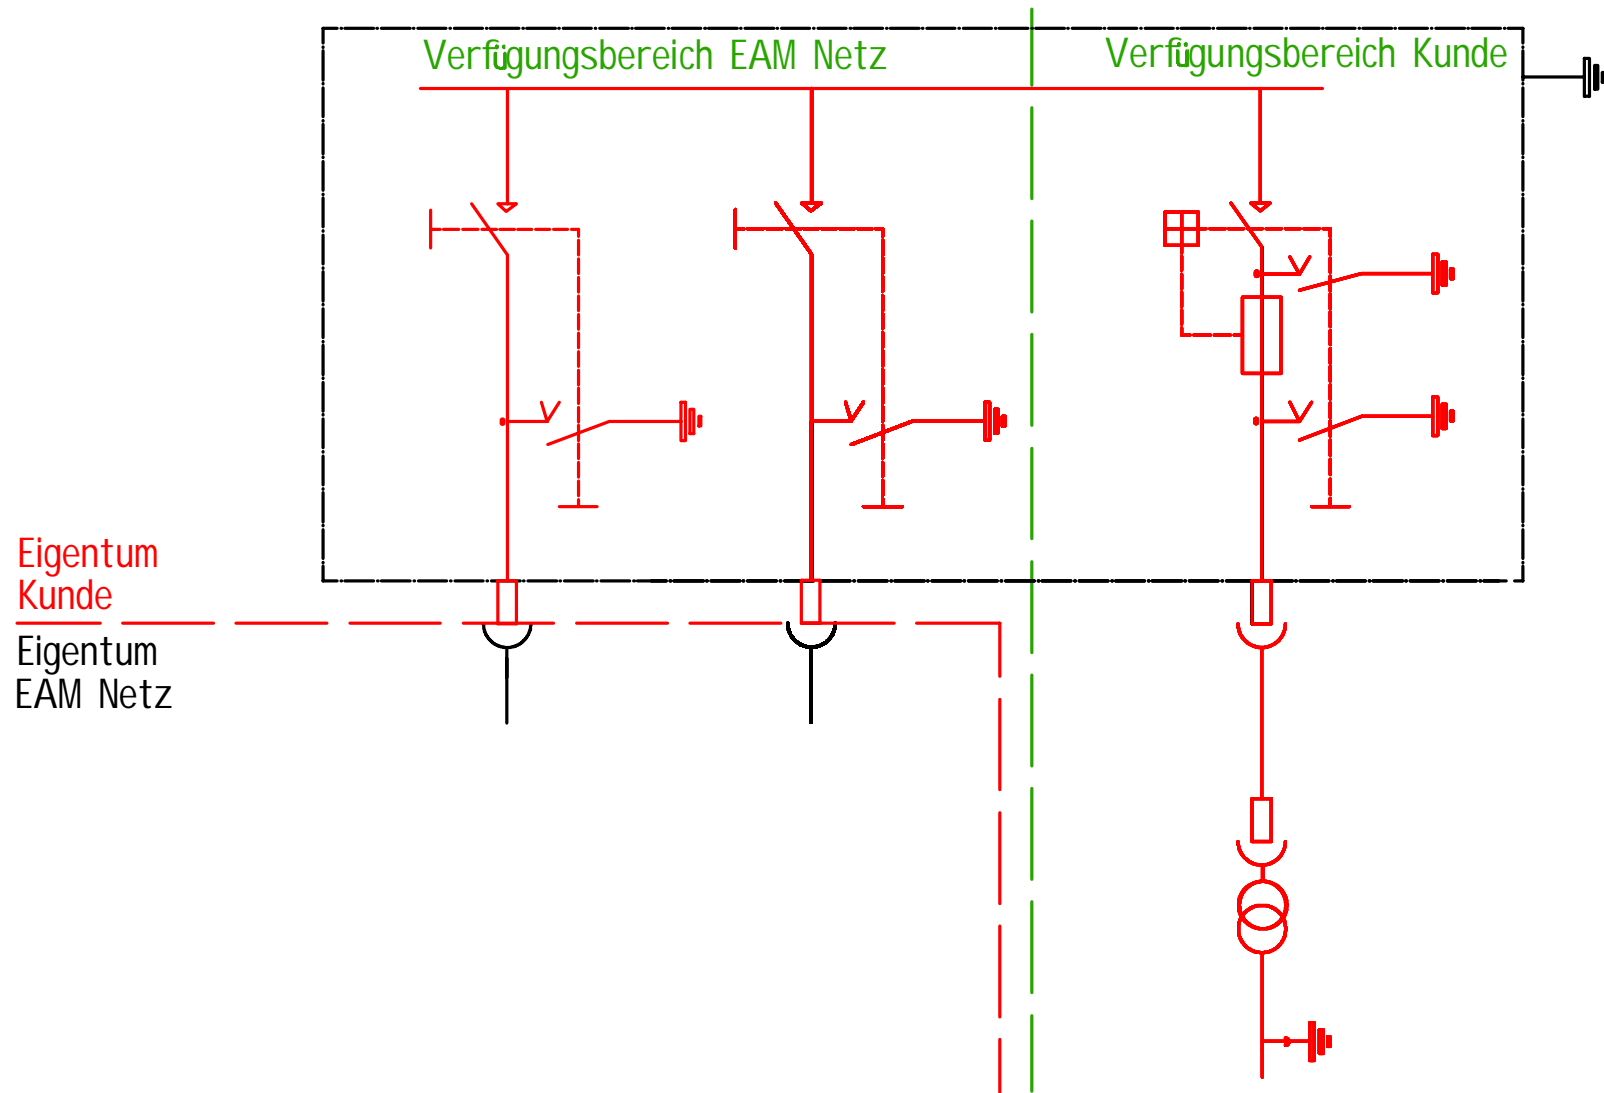 Verfügungsbereich EAM Netz
Verfügungsbereich Kunde
Eigentum
Kunde
Eigentum
EAM Netz